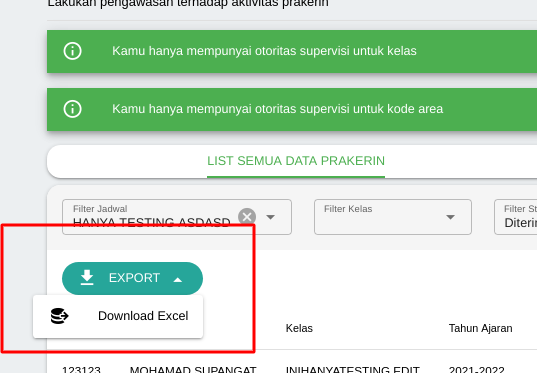 Lakukan pengawasan terhadap aktivitas prakerin
Kamu hanya mempunyai otoritas supervisi untuk kelas
Kamu hanya mempunyai otoritas supervisi untuk kode area
LIST SEMUA DATA PRAKERIN
Filter Jadwal
HANYA TESTING ASDASD
Filter Kelas
Filter St
Diterin
EXPORT
Download Excel
Kelas
Tahun Ajaran
123123
MOHAMAD SUPANGAT
INIHANYATESTING EDIT
2021-2022